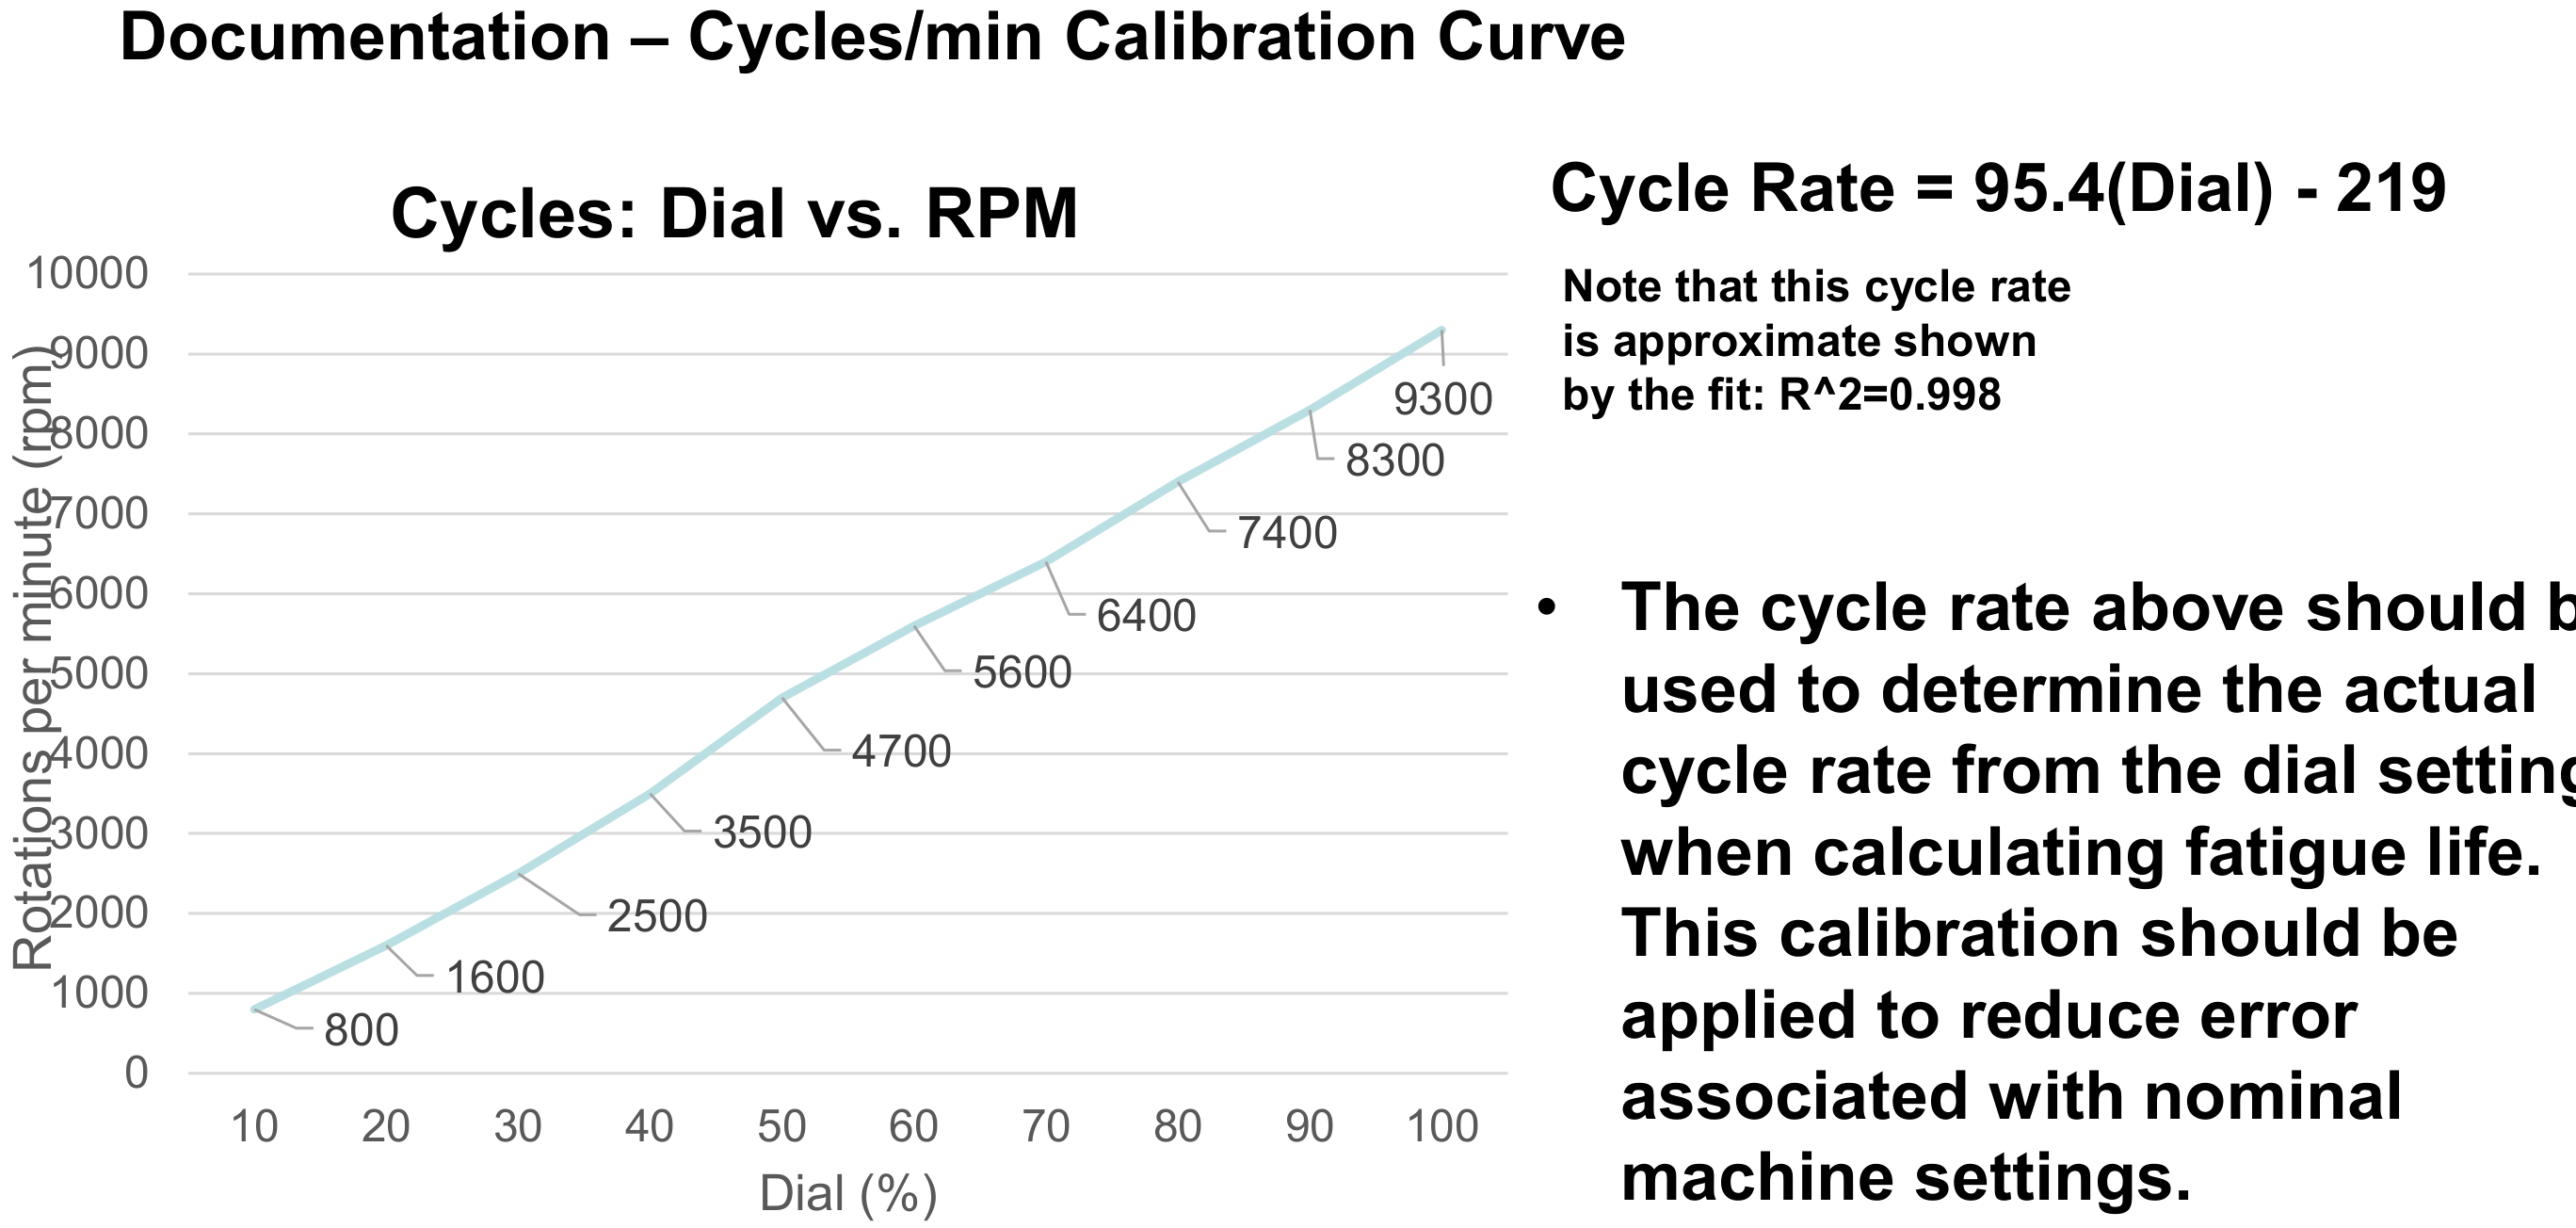 Documentation – Cycles/min Calibration Curve
Cycles: Dial vs. RPM
Rotations per minute (rpm)
10000
9000
8000
7000
6000
5000
4000
3000
2000
1000
0
800
1600
2500
3500
4700
5600
6400
7400
8300
9300
10 20 30 40 50 60 70 80 90 100
Dial (%)
Cycle Rate = 95.4(Dial) - 219
Note that this cycle rate
is approximate shown
by the fit: R^2=0.998
• The cycle rate above should b
used to determine the actual
cycle rate from the dial setting
when calculating fatigue life.
This calibration should be
applied to reduce error
associated with nominal
machine settings.